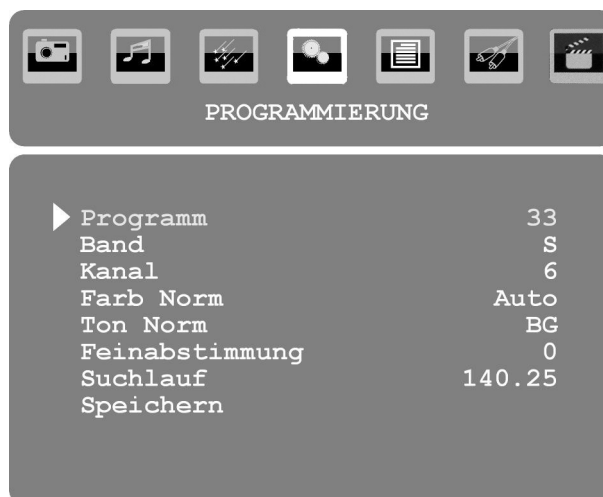 PROGRAMMIERUNG
Programm 33
Band S
Kanal 6
Farb Norm Auto
Ton Norm BG
Feinabstimmung 0
Suchlauf 140.25
Speichern